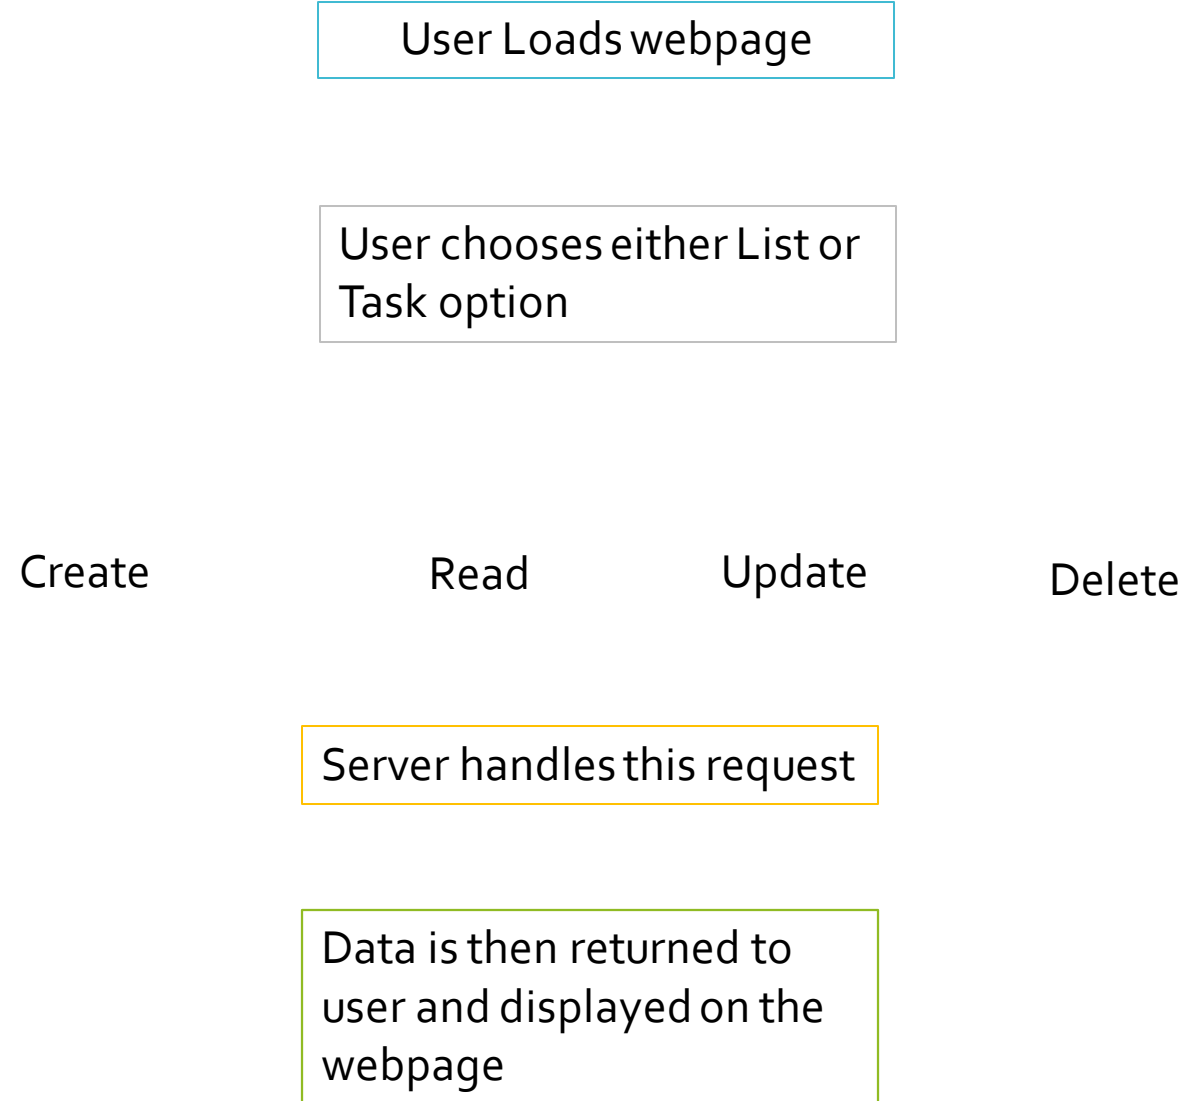 User Loads webpage
User chooses either List or
Task option
Create
Read
Update
Delete
Server handles this request
Data is then returned to
user and displayed on the
webpage